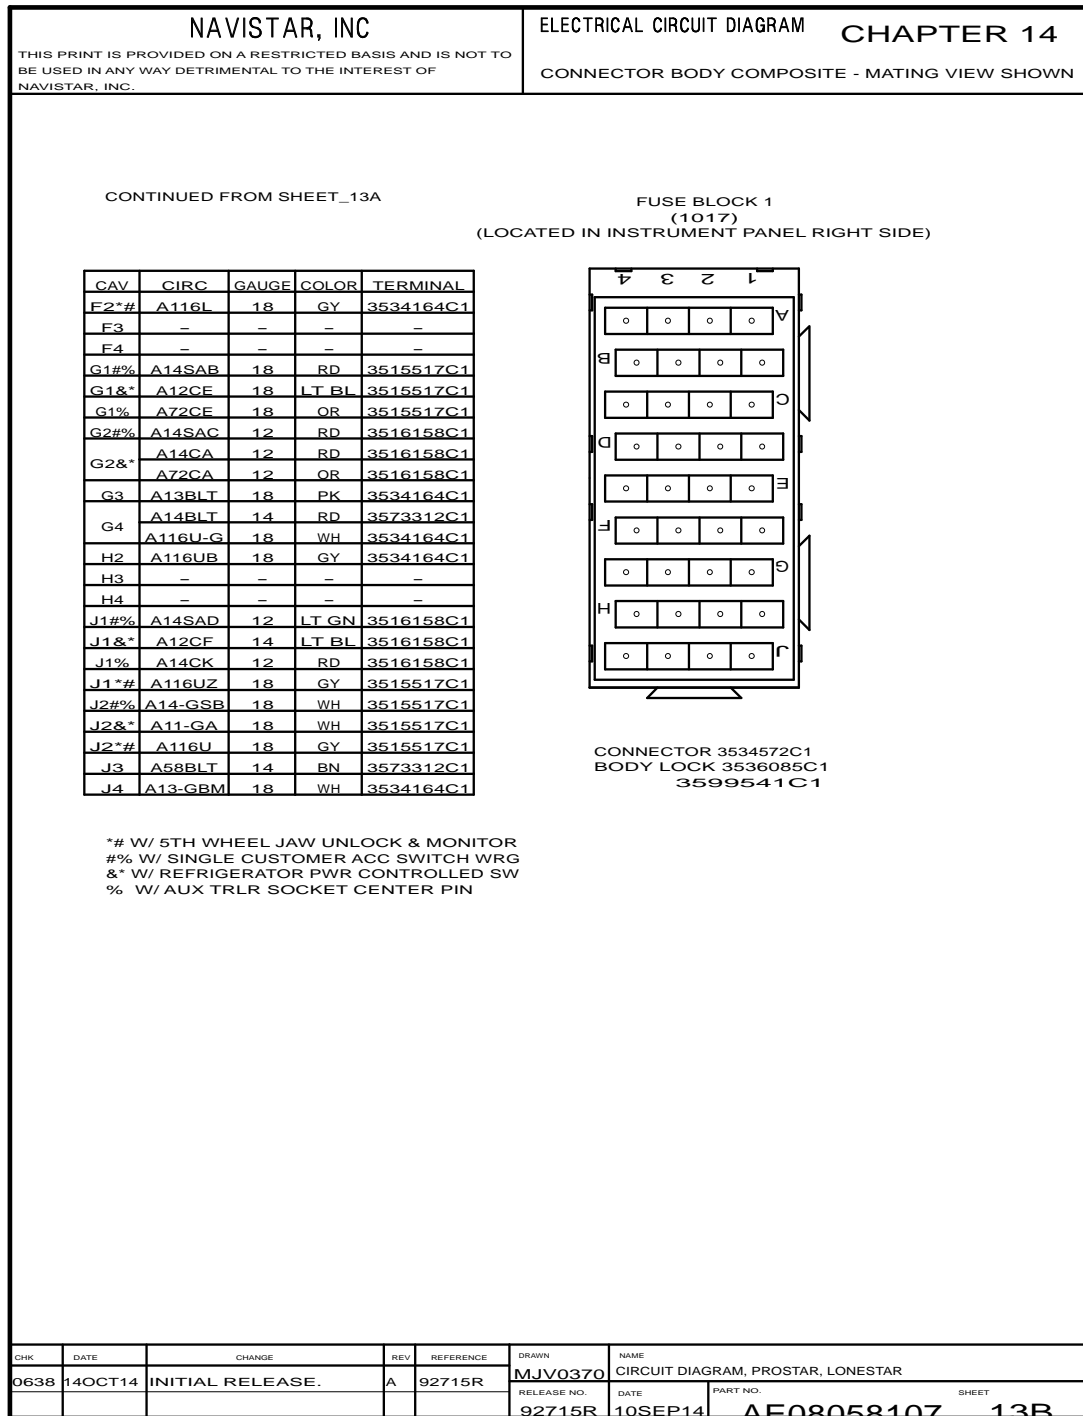 NAVISTAR, INC
THIS PRINT IS PROVIDED ON A RESTRICTED BASIS AND IS NOT TO
BE USED IN ANY WAY DETRIMENTAL TO THE INTEREST OF
NAVISTAR, INC.
ELECTRICAL CIRCUIT DIAGRAM CHAPTER 14
CONNECTOR BODY COMPOSITE - MATING VIEW SHOWN
CONTINUED FROM SHEET_13A
FUSE BLOCK 1
(1017)
(LOCATED IN INSTRUMENT PANEL RIGHT SIDE)
CAV CIRC GAUGE COLOR TERMINAL
F2*# A116L 18 GY 3534164C1
F3 – – – –
F4 – – – –
G1#% A14SAB 18 RD 3515517C1
G1&* A12CE 18 LT BL 3515517C1
G1% A72CE 18 OR 3515517C1
G2#% A14SAC 12 RD 3516158C1
G2&* A14CA 12 RD 3516158C1
A72CA 12 OR 3516158C1
G3 A13BLT 18 PK 3534164C1
G4 A14BLT 14 RD 3573312C1
A116U-G 18 WH 3534164C1
H2 A116UB 18 GY 3534164C1
H3 – – – –
H4 – – – –
J1#% A14SAD 12 LT GN 3516158C1
J1&* A12CF 14 LT BL 3516158C1
J1% A14CK 12 RD 3516158C1
J1*# A116UZ 18 GY 3515517C1
J2#% A14-GSB 18 WH 3515517C1
J2&* A11-GA 18 WH 3515517C1
J2*# A116U 18 GY 3515517C1
J3 A58BLT 14 BN 3573312C1
J4 A13-GBM 18 WH 3534164C1
4 3 2 1
A
B
C
D
E
F
G
H
J
CONNECTOR 3534572C1
BODY LOCK 3536085C1
3599541C1
*# W/ 5TH WHEEL JAW UNLOCK & MONITOR
#% W/ SINGLE CUSTOMER ACC SWITCH WRG
&* W/ REFRIGERATOR PWR CONTROLLED SW
% W/ AUX TRLR SOCKET CENTER PIN
CHK DATE CHANGE REV REFERENCE
0638 14OCT14 INITIAL RELEASE. A 92715R
DRAWN NAME
MJV0370 CIRCUIT DIAGRAM, PROSTAR, LONESTAR
RELEASE NO. DATE PART NO. SHEET
92715R 10SEP14 AE08058107 13B